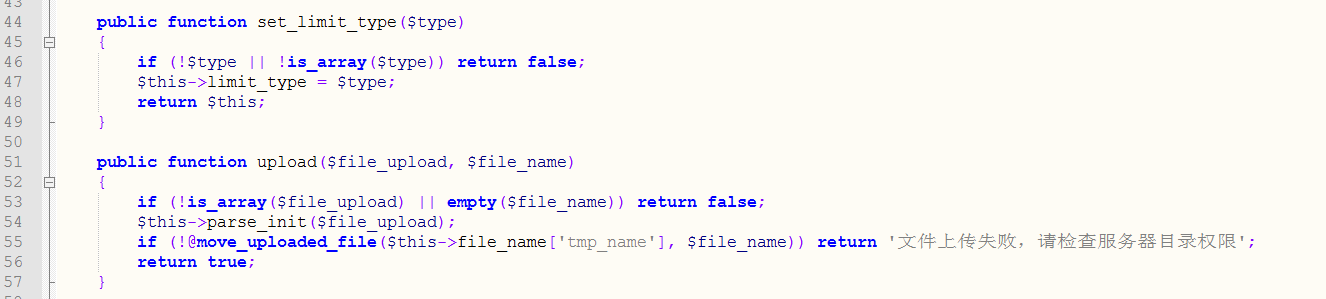 43
44 public function set_limit_type($type)
45 {
46 if (!$type || !is_array($type)) return false;
47 $this->limit_type = $type;
48 return $this;
49 }
50
51 public function upload($file_upload, $file_name)
52 {
53 if (!is_array($file_upload) || empty($file_name)) return false;
54 $this->parse_init($file_upload);
55 if (!@move_uploaded_file($this->file_name['tmp_name'], $file_name)) return '文件上传失败，请检查服务器目录权限';
56 return true;
57 }